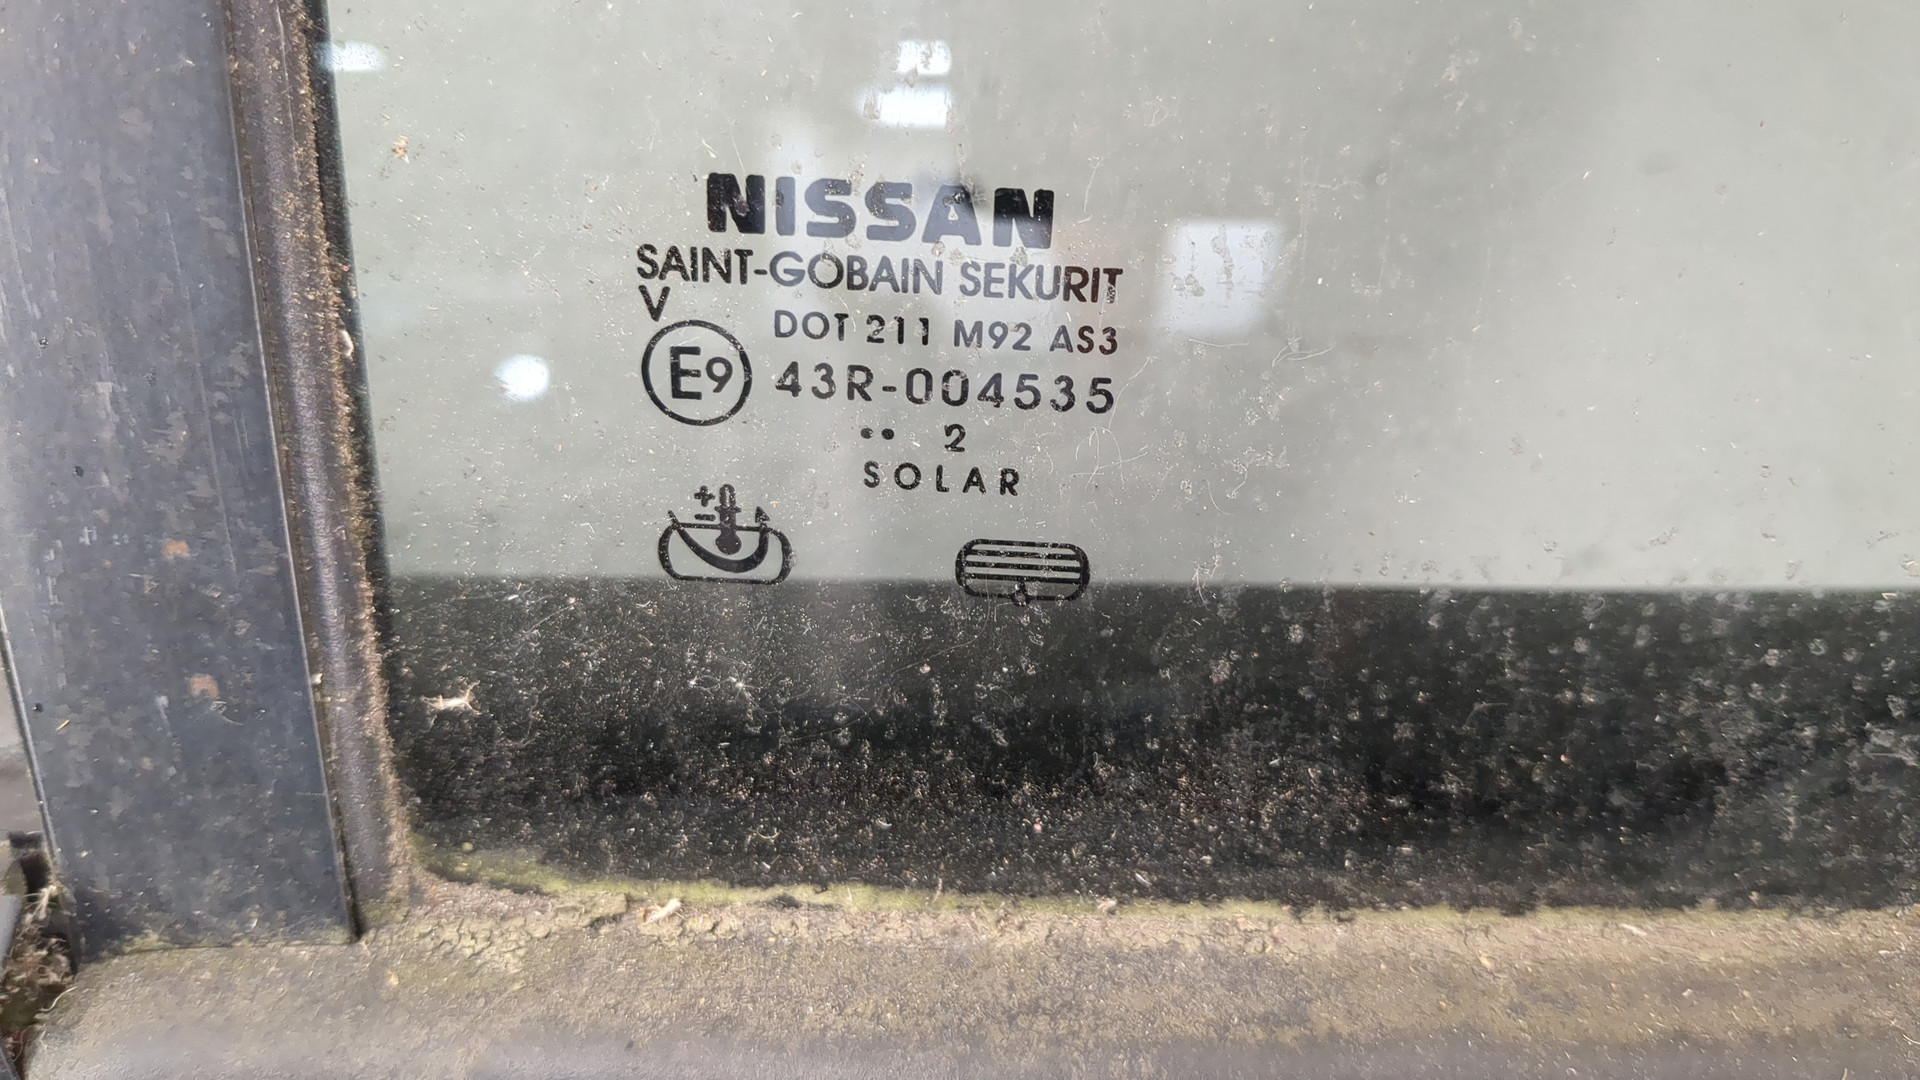 NISSAN
SAINT-GOBAIN SEKURIT
V
DOT 211 M92 AS3
E9 43R-004535
•• 2
SOLAR